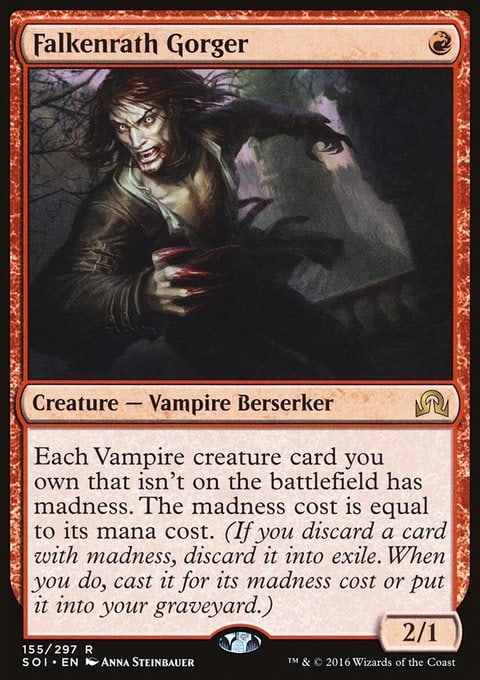 Falkenrath Gorger
Creature — Vampire Berserker
Each Vampire creature card you
own that isn't on the battlefield has
madness. The madness cost is equal
to its mana cost. (If you discard a card
with madness, discard it into exile. When
you do, cast it for its madness cost or put
it into your graveyard.)
2/1
155/297 R
SOI • EN Anna Steinbauer
™ & © 2016 Wizards of the Coast